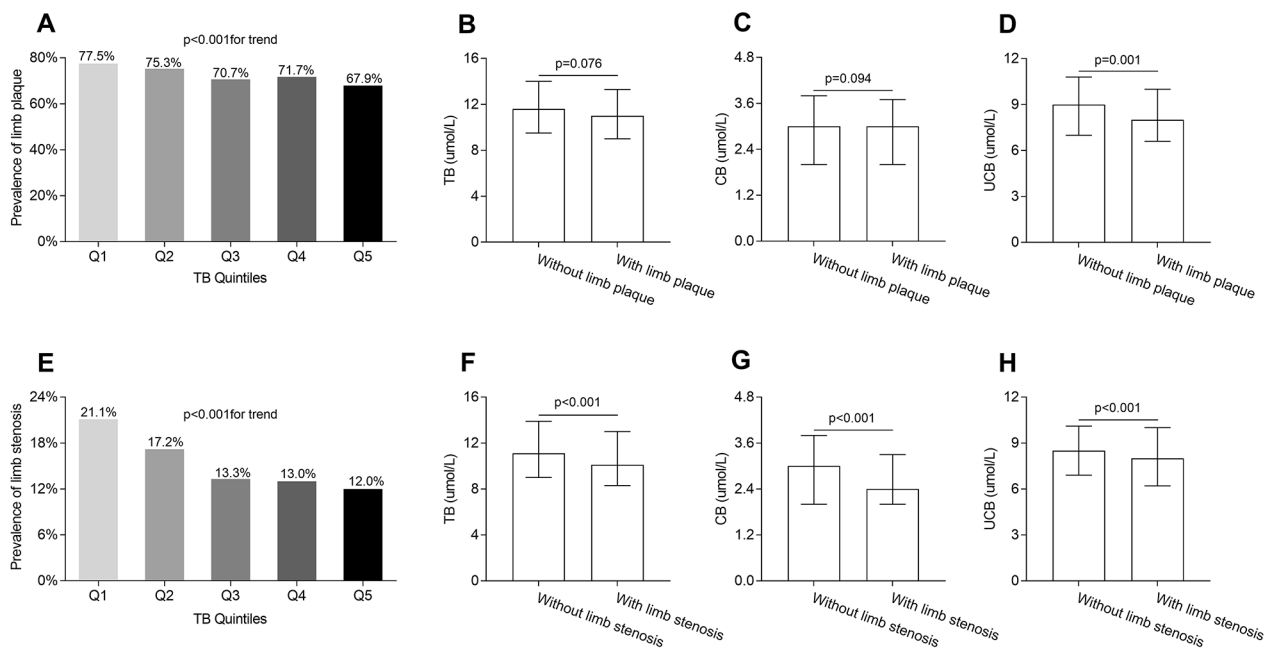 A
p<0.001for trend
Prevalence of limb plaque
80%
60%
40%
20%
0%
77.5%
75.3%
70.7%
71.7%
67.9%
Q1
Q2
Q3
Q4
Q5
TB Quintiles
B
p=0.076
TB (umol/L)
16
12
8
4
0
Without limb plaque
With limb plaque
C
p=0.094
CB (umol/L)
4.8
3.6
2.4
1.2
0.0
Without limb plaque
With limb plaque
D
p=0.001
UCB (umol/L)
12
9
6
3
0
Without limb plaque
With limb plaque
E
p<0.001for trend
Prevalence of limb stenosis
24%
18%
12%
6%
0%
21.1%
17.2%
13.3%
13.0%
12.0%
Q1
Q2
Q3
Q4
Q5
TB Quintiles
F
p<0.001
TB (umol/L)
16
12
8
4
0
Without limb stenosis
With limb stenosis
G
p<0.001
CB (umol/L)
4.8
3.6
2.4
1.2
0.0
Without limb stenosis
With limb stenosis
H
p<0.001
UCB (umol/L)
12
9
6
3
0
Without limb stenosis
With limb stenosis